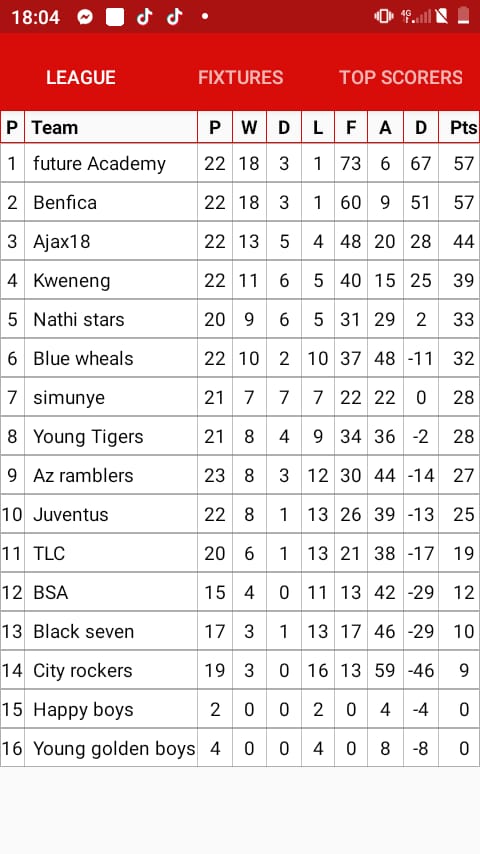 18:04 4G
LEAGUE FIXTURES TOP SCORERS
P Team P W D L F A D Pts
1 future Academy 22 18 3 1 73 6 67 57
2 Benfica 22 18 3 1 60 9 51 57
3 Ajax18 22 13 5 4 48 20 28 44
4 Kweneng 22 11 6 5 40 15 25 39
5 Nathi stars 20 9 6 5 31 29 2 33
6 Blue wheals 22 10 2 10 37 48 -11 32
7 simunye 21 7 7 7 22 22 0 28
8 Young Tigers 21 8 4 9 34 36 -2 28
9 Az ramblers 23 8 3 12 30 44 -14 27
10 Juventus 22 8 1 13 26 39 -13 25
11 TLC 20 6 1 13 21 38 -17 19
12 BSA 15 4 0 11 13 42 -29 12
13 Black seven 17 3 1 13 17 46 -29 10
14 City rockers 19 3 0 16 13 59 -46 9
15 Happy boys 2 0 0 2 0 4 -4 0
16 Young golden boys 4 0 0 4 0 8 -8 0